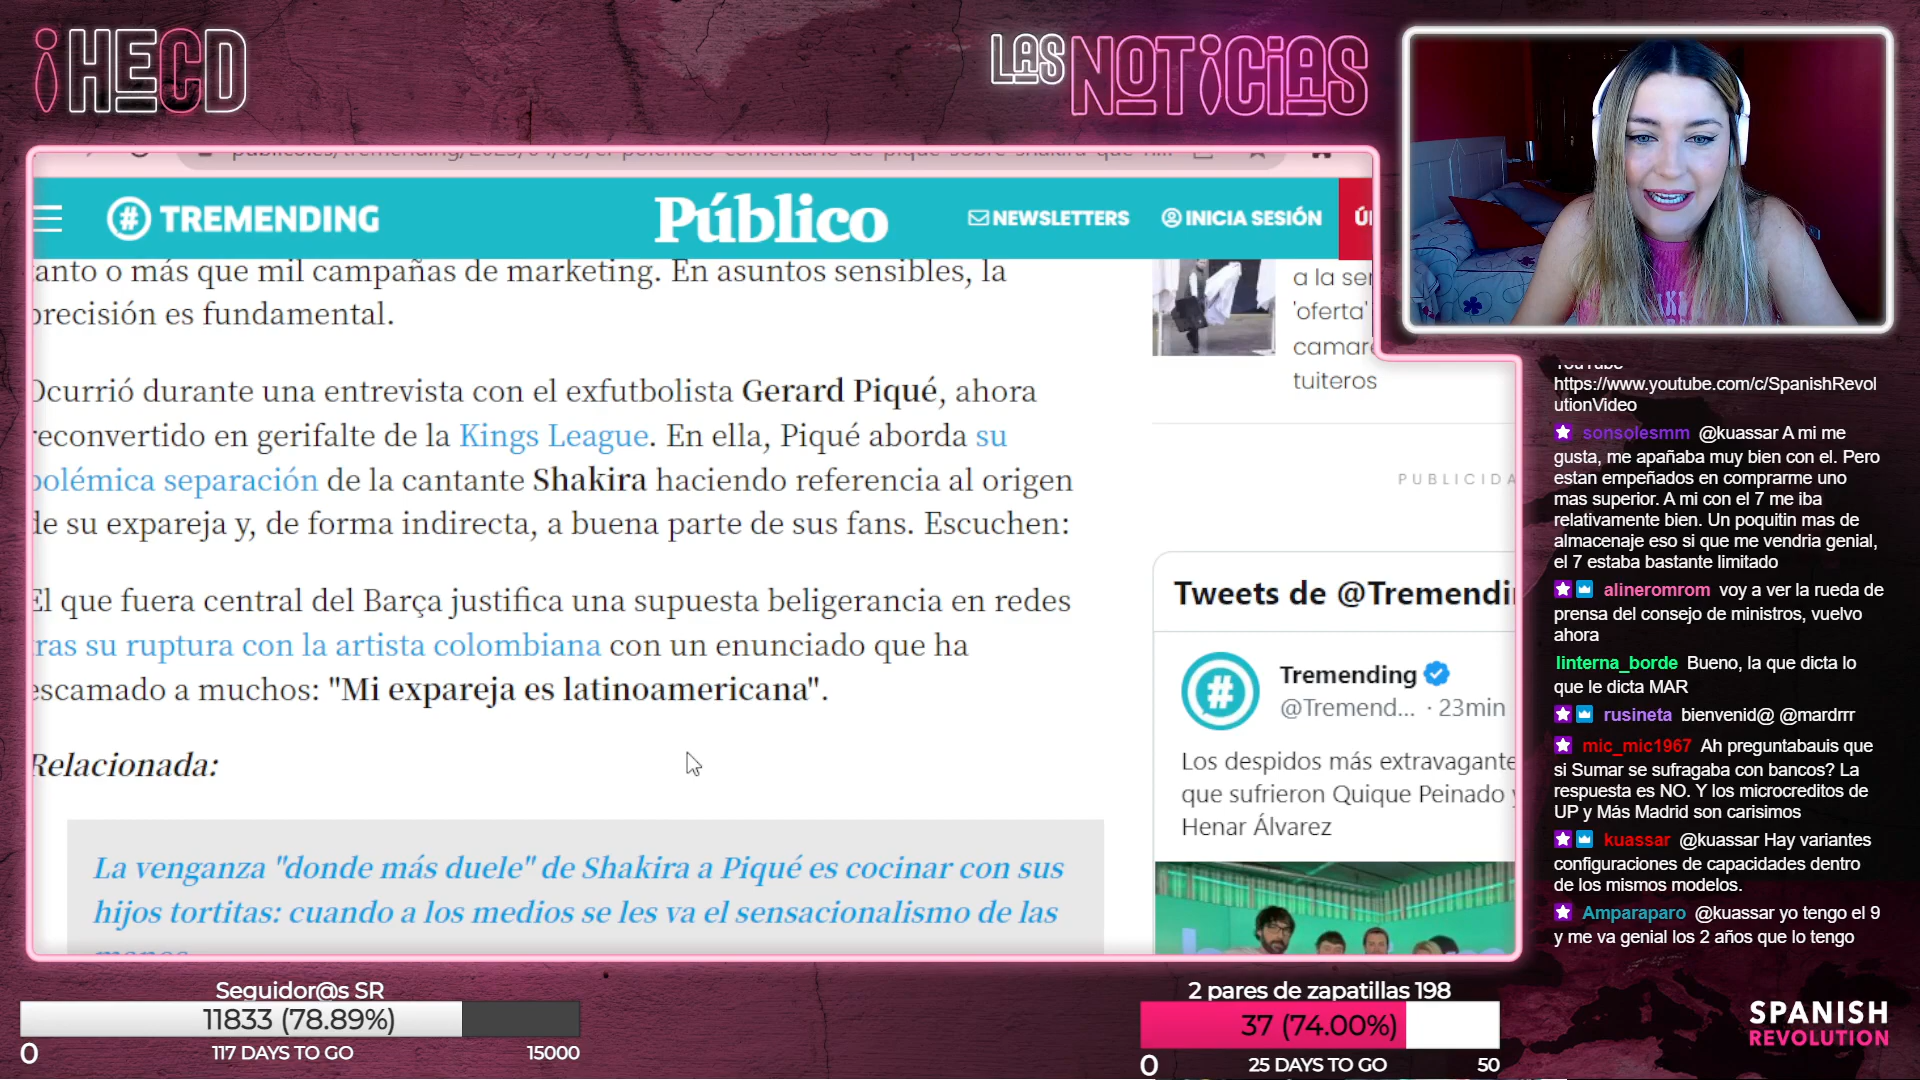 ¡HECD
LAS NOTICIAS
# TREMENDING
Público
NEWSLETTERS
INICIA SESIÓN
tanto o más que mil campañas de marketing. En asuntos sensibles, la
precisión es fundamental.
Ocurrió durante una entrevista con el exfutbolista Gerard Piqué, ahora
reconvertido en gerifalte de la Kings League. En ella, Piqué aborda su
polémica separación de la cantante Shakira haciendo referencia al origen
de su expareja y, de forma indirecta, a buena parte de sus fans. Escuchen:
El que fuera central del Barça justifica una supuesta beligerancia en redes
tras su ruptura con la artista colombiana con un enunciado que ha
escamado a muchos: "Mi expareja es latinoamericana".
Relacionada:
La venganza "donde más duele" de Shakira a Piqué es cocinar con sus
hijos tortitas: cuando a los medios se les va el sensacionalismo de las
a la ser
'oferta'
camare
tuiteros
PUBLICIDA
Tweets de @Tremendi
#
Tremending
@Tremend... · 23min
Los despidos más extravagante
que sufrieron Quique Peinado y
Henar Álvarez
YouTube
https://www.youtube.com/c/SpanishRevol
utionVideo
sonsolesmm @kuassar A mi me
gusta, me apañaba muy bien con el. Pero
estan empeñados en comprarme uno
mas superior. A mi con el 7 me iba
relativamente bien. Un poquitin mas de
almacenaje eso si que me vendria genial,
el 7 estaba bastante limitado
alineromrom voy a ver la rueda de
prensa del consejo de ministros, vuelvo
ahora
linterna_borde Bueno, la que dicta lo
que le dicta MAR
rusineta bienvenid@ @mardrrr
mic_mic1967 Ah preguntabauis que
si Sumar se sufragaba con bancos? La
respuesta es NO. Y los microcreditos de
UP y Más Madrid son carisimos
kuassar @kuassar Hay variantes
configuraciones de capacidades dentro
de los mismos modelos.
Amparaparo @kuassar yo tengo el 9
y me va genial los 2 años que lo tengo
Seguidor@s SR
11833 (78.89%)
0
117 DAYS TO GO
15000
2 pares de zapatillas 198
37 (74.00%)
0
25 DAYS TO GO
50
SPANISH
REVOLUTION